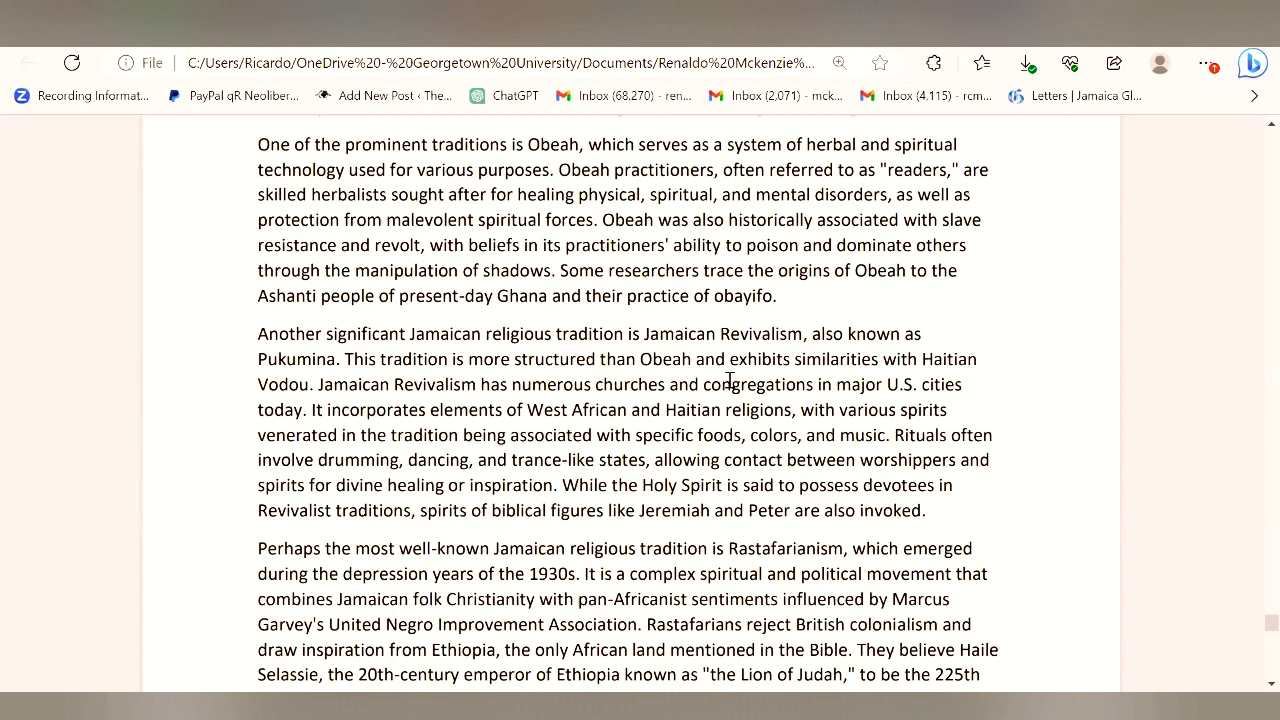 File
C:/Users/Ricardo/OneDrive%20-%20Georgetown%20University/Documents/Renaldo%20Mckenzie%...
Recording Informat...
PayPal qR Neoliber...
Add New Post ‹ The...
ChatGPT
Inbox (68,270) - ren...
Inbox (2,071) - mck...
Inbox (4,115) - rcm...
Letters | Jamaica Gl...
One of the prominent traditions is Obeah, which serves as a system of herbal and spiritual
technology used for various purposes. Obeah practitioners, often referred to as "readers," are
skilled herbalists sought after for healing physical, spiritual, and mental disorders, as well as
protection from malevolent spiritual forces. Obeah was also historically associated with slave
resistance and revolt, with beliefs in its practitioners' ability to poison and dominate others
through the manipulation of shadows. Some researchers trace the origins of Obeah to the
Ashanti people of present-day Ghana and their practice of obayifo.
Another significant Jamaican religious tradition is Jamaican Revivalism, also known as
Pukumina. This tradition is more structured than Obeah and exhibits similarities with Haitian
Vodou. Jamaican Revivalism has numerous churches and congregations in major U.S. cities
today. It incorporates elements of West African and Haitian religions, with various spirits
venerated in the tradition being associated with specific foods, colors, and music. Rituals often
involve drumming, dancing, and trance-like states, allowing contact between worshippers and
spirits for divine healing or inspiration. While the Holy Spirit is said to possess devotees in
Revivalist traditions, spirits of biblical figures like Jeremiah and Peter are also invoked.
Perhaps the most well-known Jamaican religious tradition is Rastafarianism, which emerged
during the depression years of the 1930s. It is a complex spiritual and political movement that
combines Jamaican folk Christianity with pan-Africanist sentiments influenced by Marcus
Garvey's United Negro Improvement Association. Rastafarians reject British colonialism and
draw inspiration from Ethiopia, the only African land mentioned in the Bible. They believe Haile
Selassie, the 20th-century emperor of Ethiopia known as "the Lion of Judah," to be the 225th